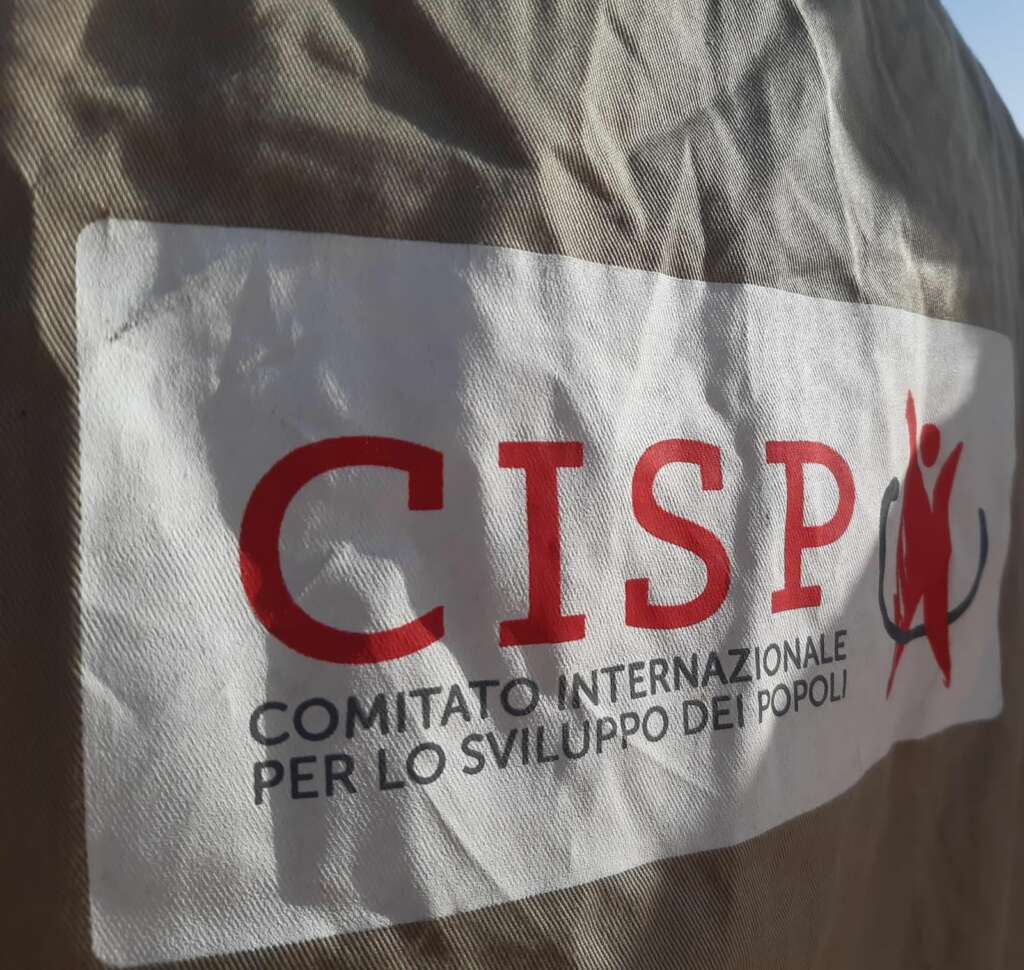 CISP
COMITATO INTERNAZIONALE
PER LO SVILUPPO DEI POPOLI